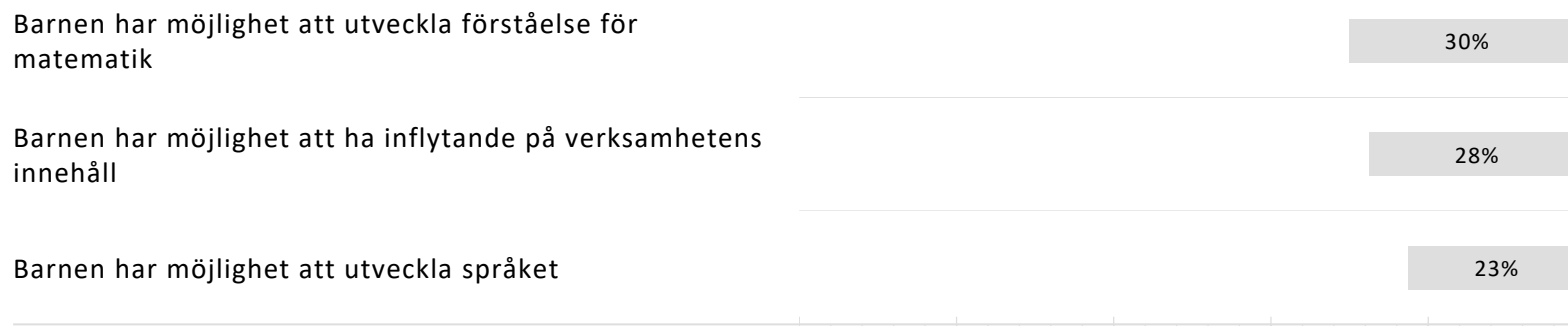 Barnen har möjlighet att utveckla förståelse för
matematik
30%
Barnen har möjlighet att ha inflytande på verksamhetens
innehåll
28%
Barnen har möjlighet att utveckla språket
23%